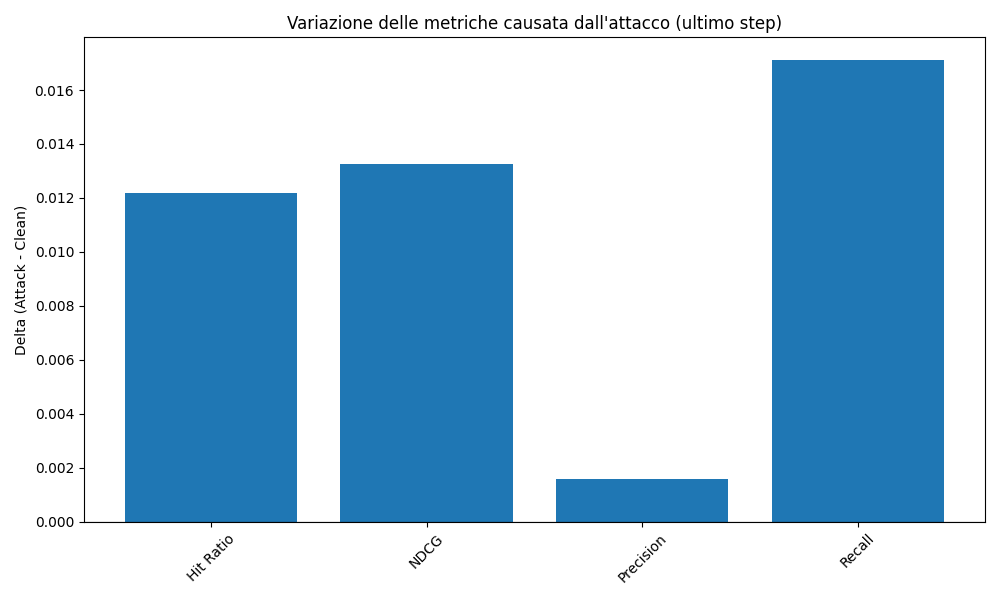 Variazione delle metriche causata dall'attacco (ultimo step)
Delta (Attack - Clean)
0.016
0.014
0.012
0.010
0.008
0.006
0.004
0.002
0.000
Hit Ratio
NDCG
Precision
Recall